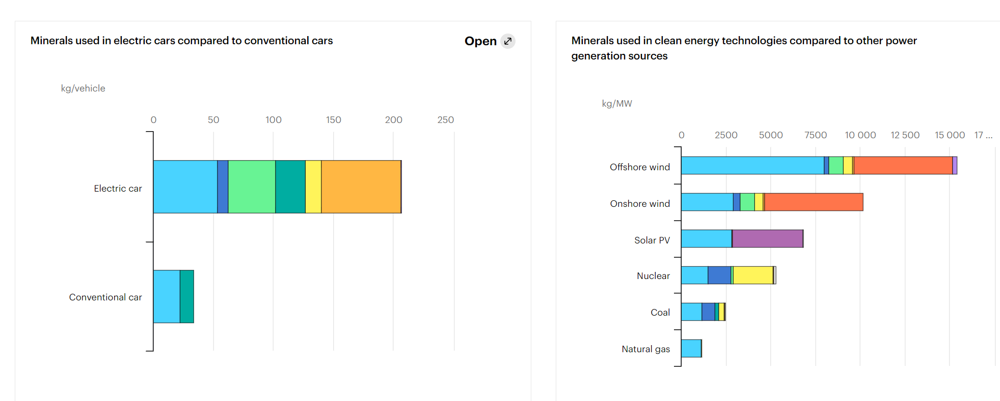 Minerals used in electric cars compared to conventional cars
Open
kg/vehicle
0 50 100 150 200 250
Electric car
Conventional car
Minerals used in clean energy technologies compared to other power
generation sources
kg/MW
0 2500 5000 7500 10 000 12 500 15 000 17 ...
Offshore wind
Onshore wind
Solar PV
Nuclear
Coal
Natural gas